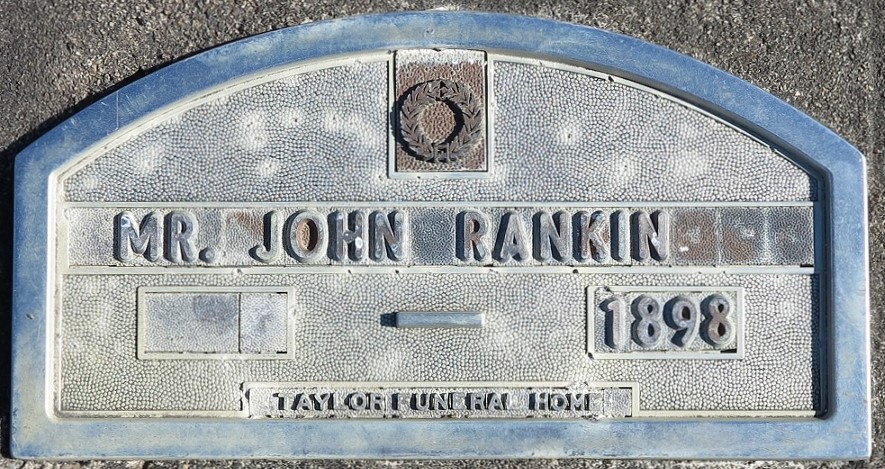 MR. JOHN RANKIN
— 1898
TAYLOR FUNERAL HOME